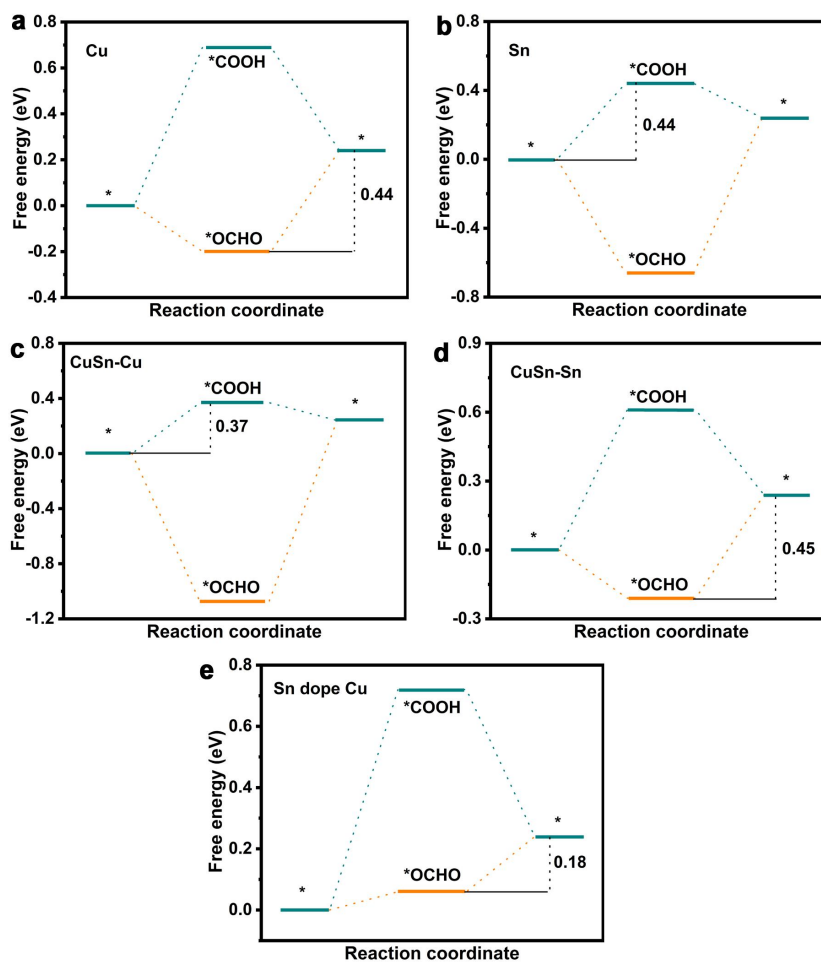 a
Cu
Free energy (eV)
0.8
0.6
0.4
0.2
0.0
-0.2
-0.4
*COOH
*
*
0.44
*OCHO
Reaction coordinate
b
Sn
Free energy (eV)
0.8
0.4
0.0
-0.4
-0.8
*COOH
*
*
0.44
*OCHO
Reaction coordinate
c
CuSn-Cu
Free energy (eV)
0.8
0.4
0.0
-0.4
-0.8
-1.2
*COOH
*
*
0.37
*OCHO
Reaction coordinate
d
CuSn-Sn
Free energy (eV)
0.9
0.6
0.3
0.0
-0.3
*COOH
*
*
0.45
*OCHO
Reaction coordinate
e
Sn dope Cu
Free energy (eV)
0.8
0.6
0.4
0.2
0.0
*COOH
*
*
0.18
*OCHO
Reaction coordinate